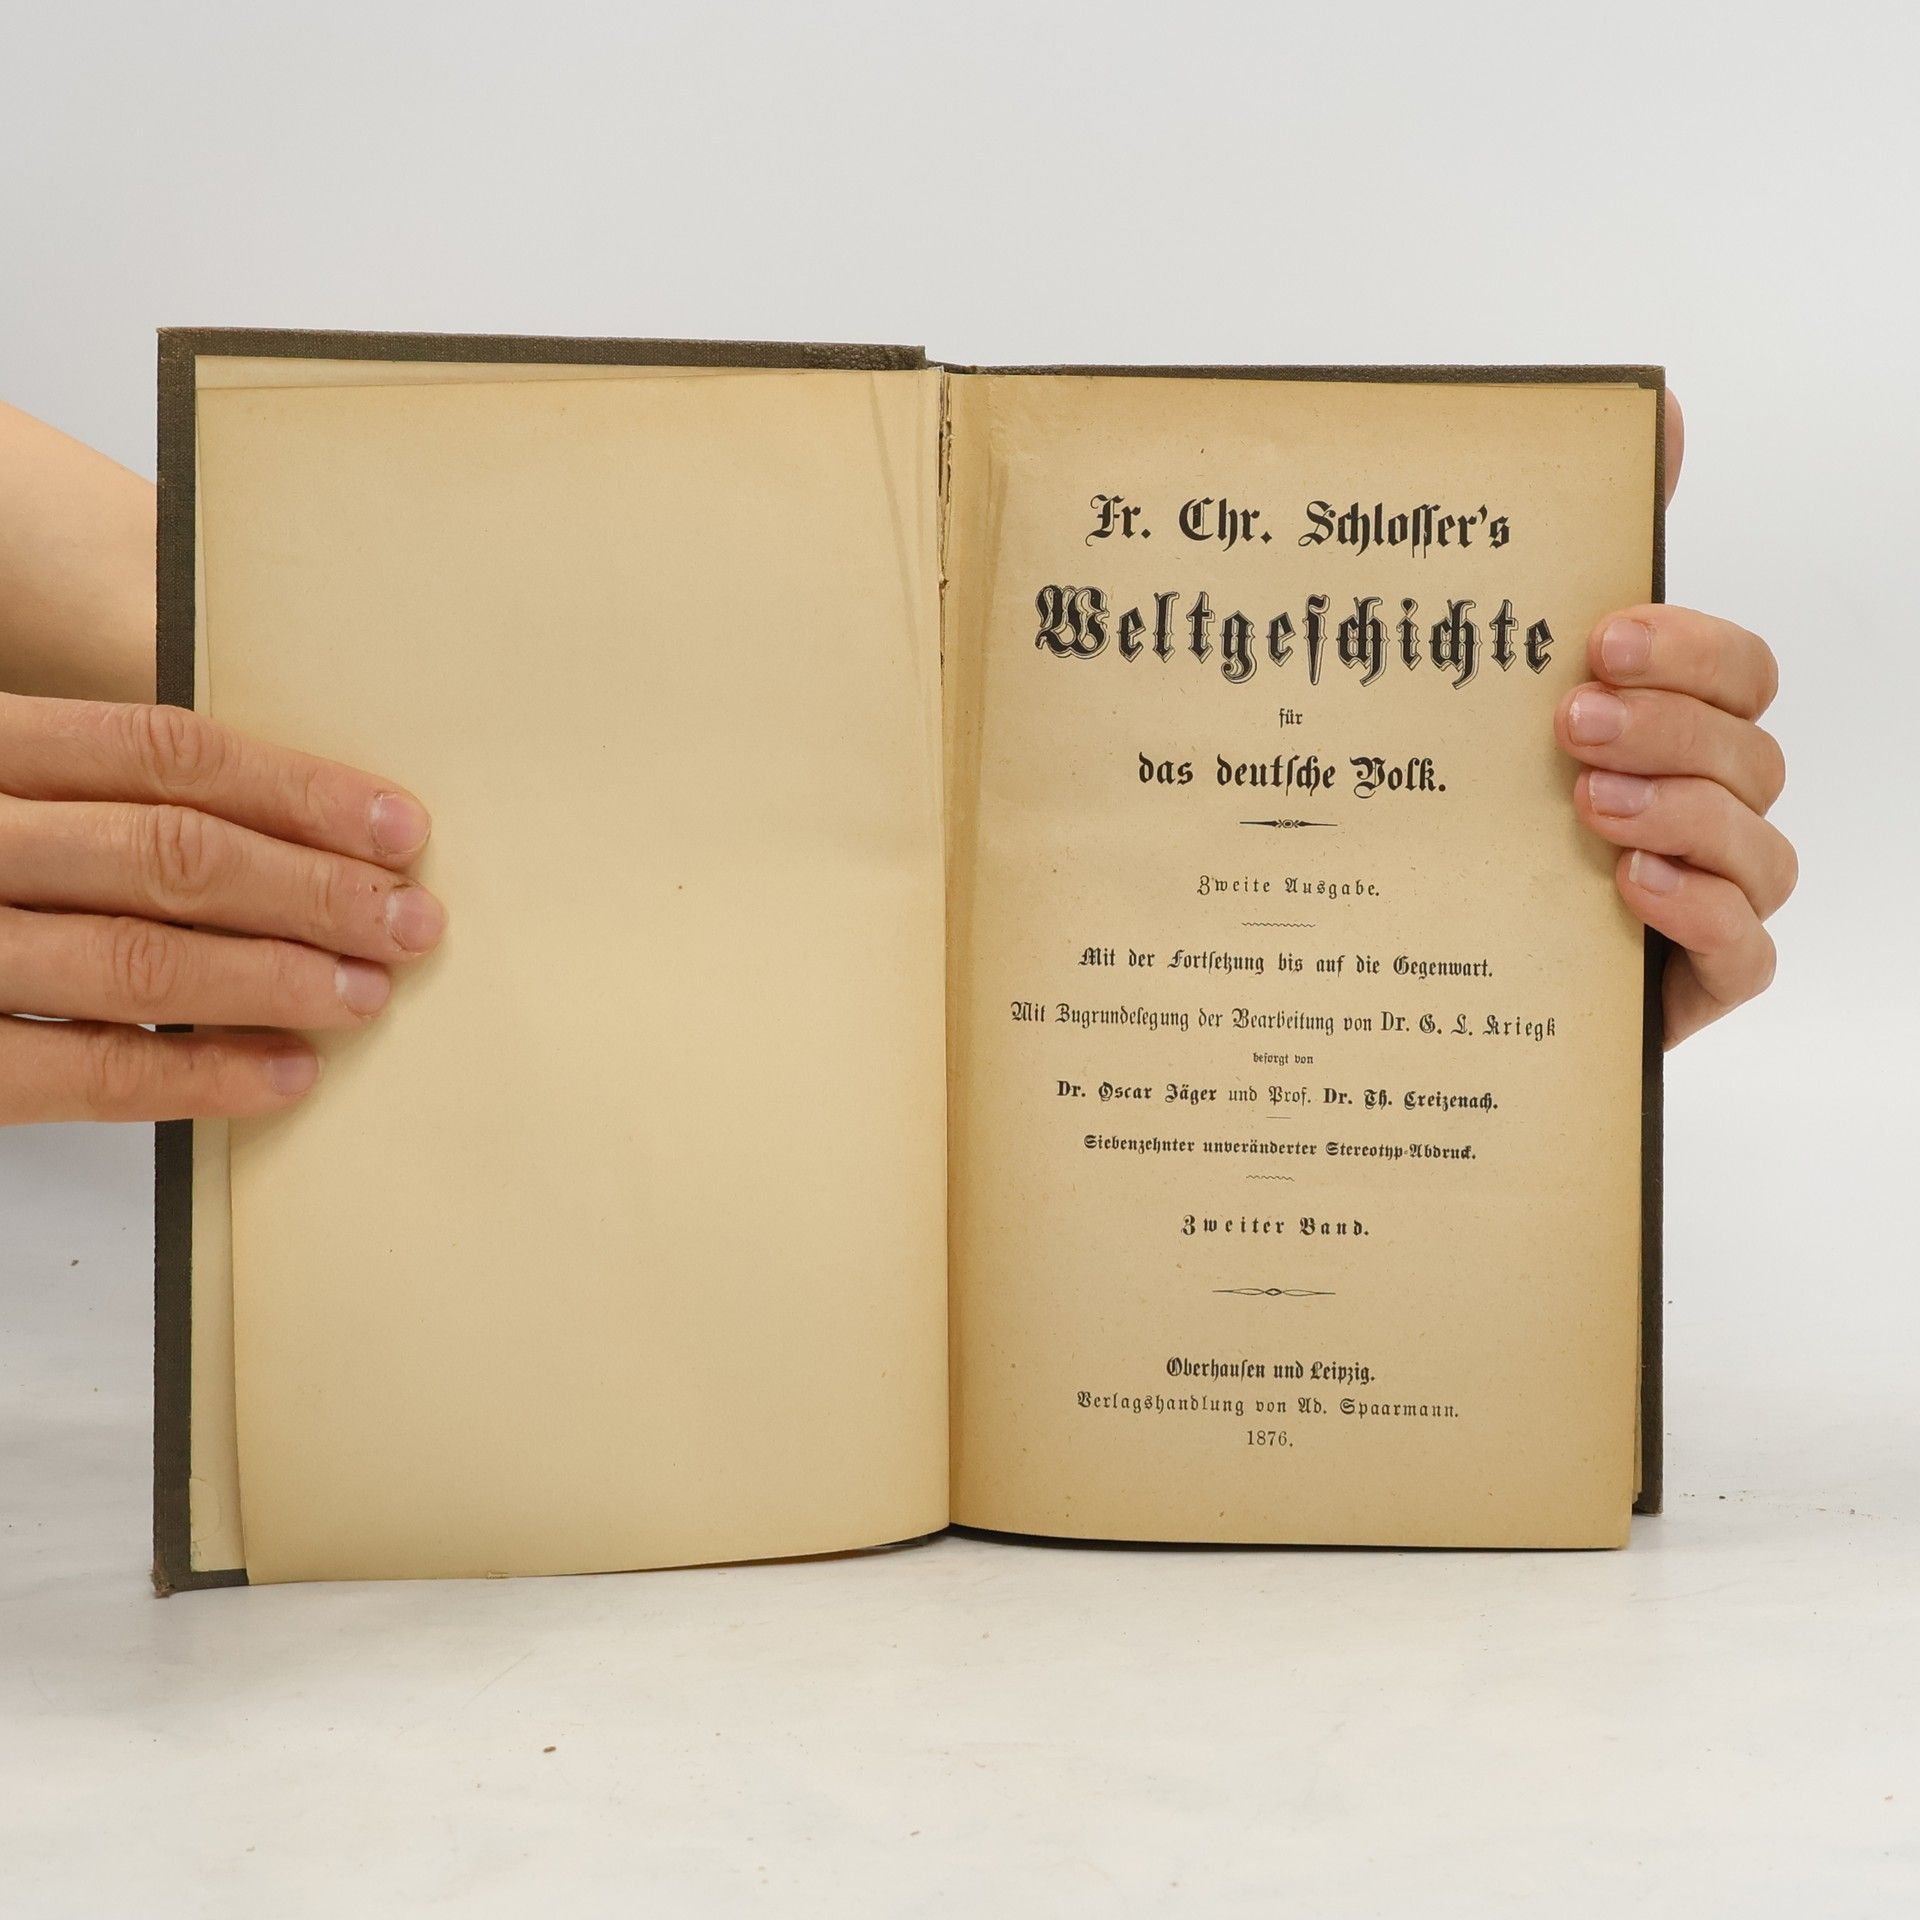 Fr. Chr. Schloſſer's
Weltgeſchichte
für
das deutſche Volk.
Zweite Ausgabe.
Mit der Fortſetzung bis auf die Gegenwart.
Mit Zugrundelegung der Bearbeitung von Dr. G. L. Kriegk
beſorgt von
Dr. Oscar Jäger und Prof. Dr. Th. Creizenach.
Siebenzehnter unveränderter Stereotyp-Abdruck.
Zweiter Band.
Oberhauſen und Leipzig.
Verlagshandlung von Ad. Spaarmann.
1876.